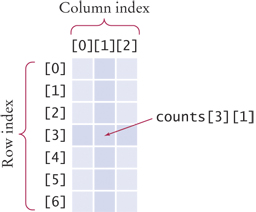 Column index
[0][1][2]
[0]
[1]
[2]
[3]
[4]
[5]
[6]
Row index
counts[3][1]